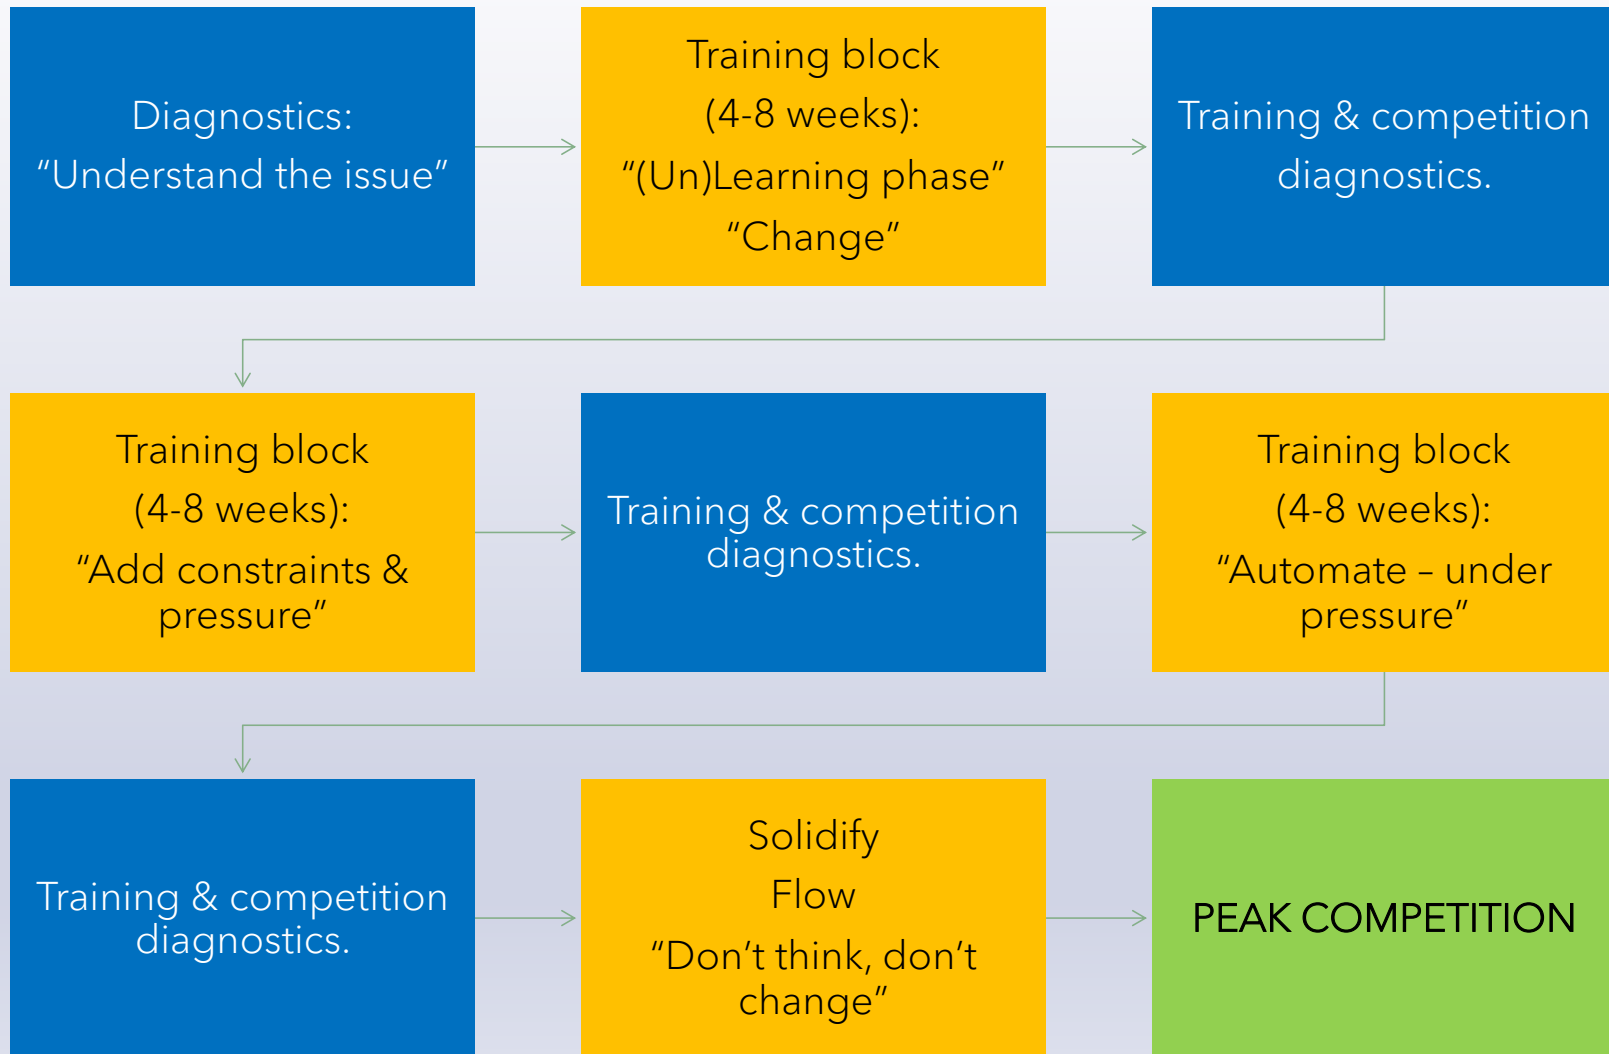 Diagnostics:
“Understand the issue”
Training block
(4-8 weeks):
“(Un)Learning phase”
“Change”
Training & competition
diagnostics.
Training block
(4-8 weeks):
“Add constraints &
pressure”
Training & competition
diagnostics.
Training block
(4-8 weeks):
“Automate – under
pressure”
Training & competition
diagnostics.
Solidify
Flow
“Don’t think, don’t
change”
PEAK COMPETITION